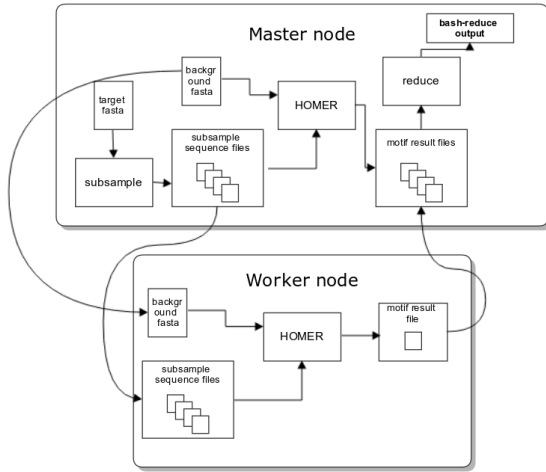 Master node
bash-reduce
output
backgr
ound
fasta
target
fasta
HOMER
reduce
subsample
sequence files
motif result files
subsample
Worker node
backgr
ound
fasta
HOMER
motif result
file
subsample
sequence files